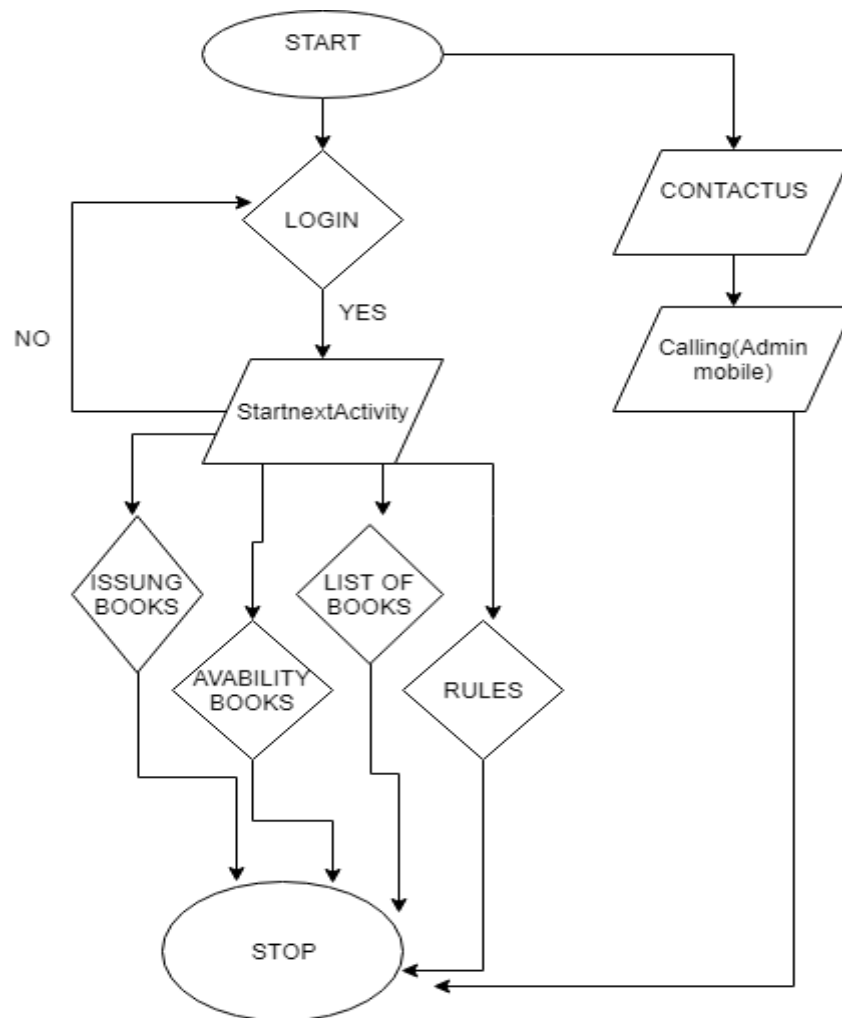 START
CONTACTUS
LOGIN
YES
NO
Calling(Admin
mobile)
StartnextActivity
ISSUNG
BOOKS
LIST OF
BOOKS
AVABILITY
BOOKS
RULES
STOP